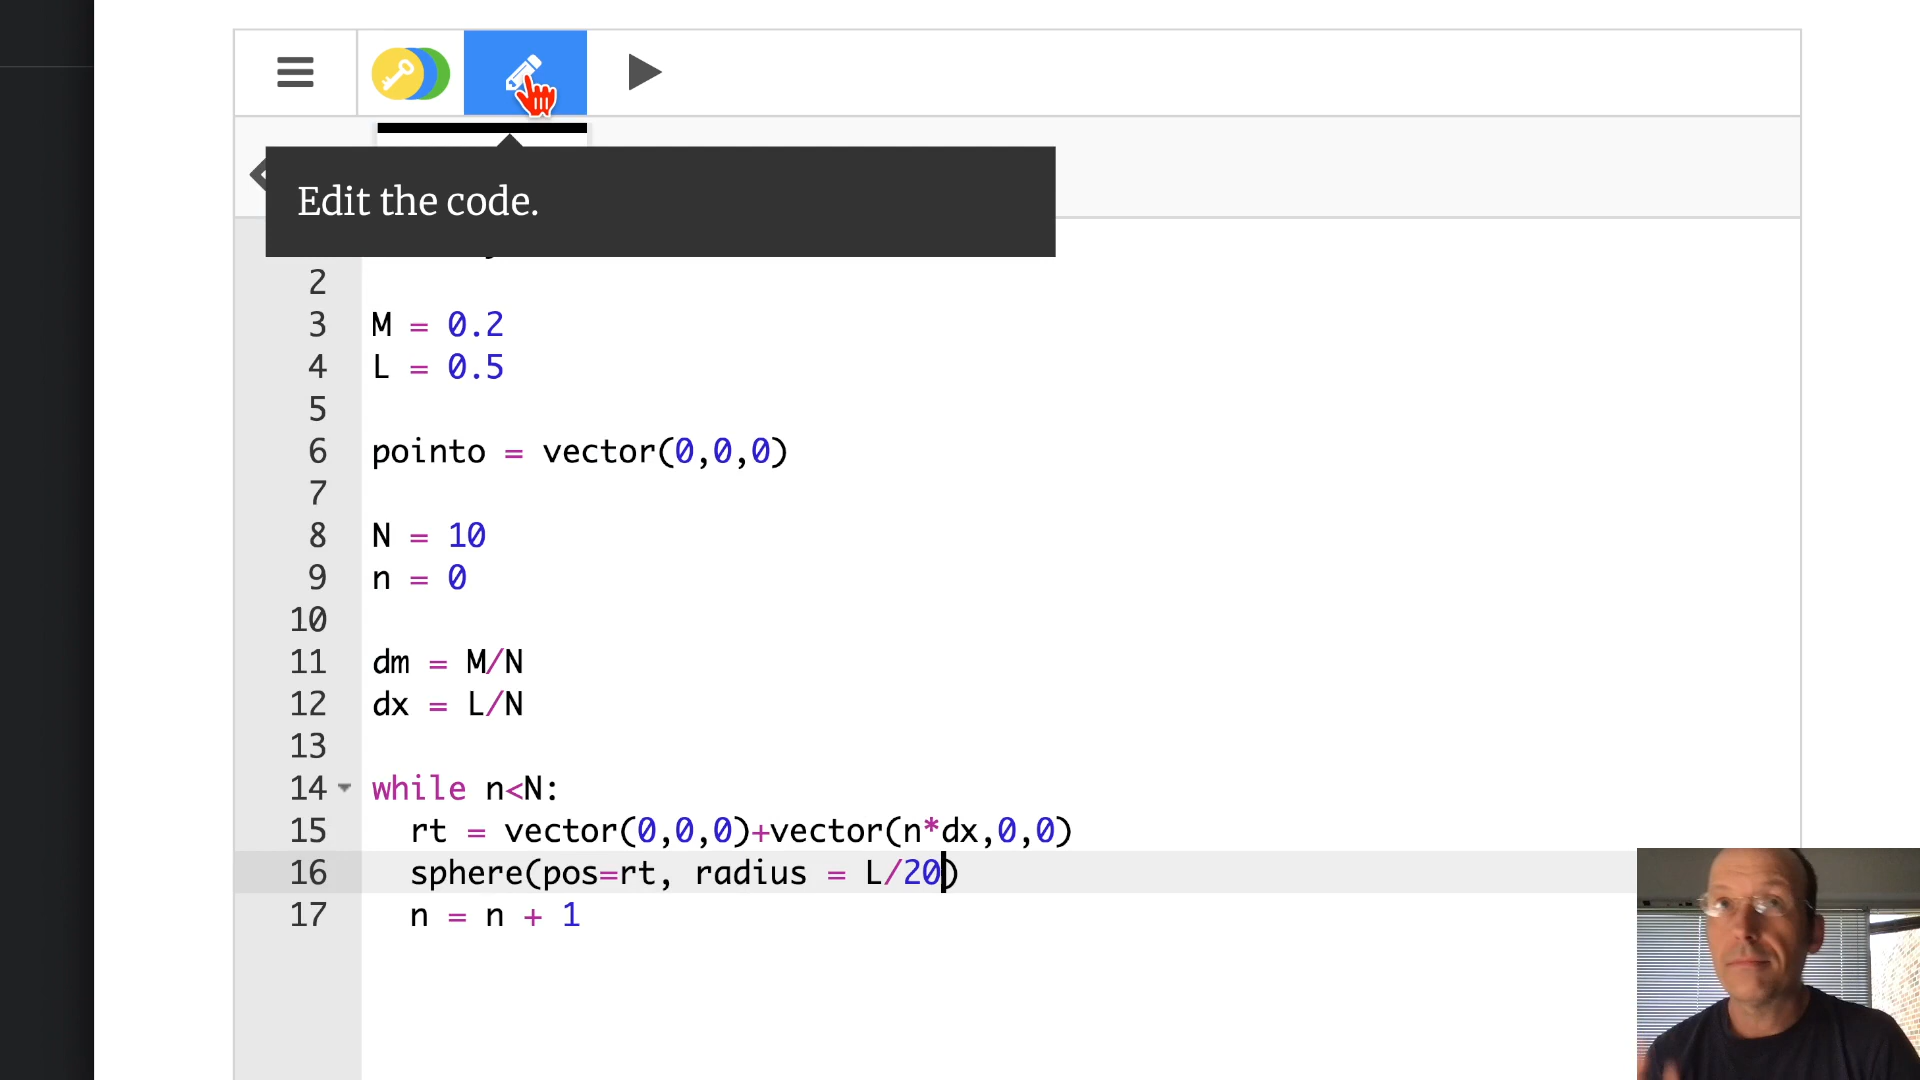 Edit the code.
2
3 M = 0.2
4 L = 0.5
5
6 pointo = vector(0,0,0)
7
8 N = 10
9 n = 0
10
11 dm = M/N
12 dx = L/N
13
14 while n<N:
15 rt = vector(0,0,0)+vector(n*dx,0,0)
16 sphere(pos=rt, radius = L/20)
17 n = n + 1